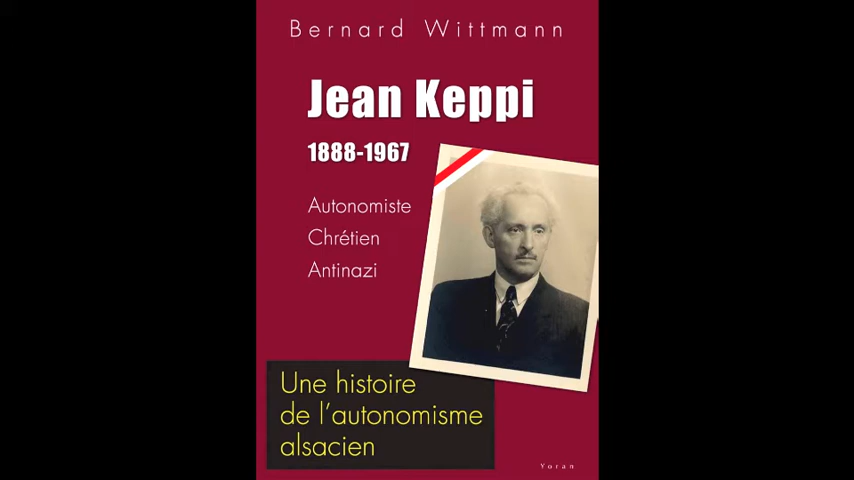 Bernard Wittmann
Jean Keppi
1888-1967
Autonomiste
Chrétien
Antinazi
Une histoire
de l'autonomisme
alsacien
Yoran